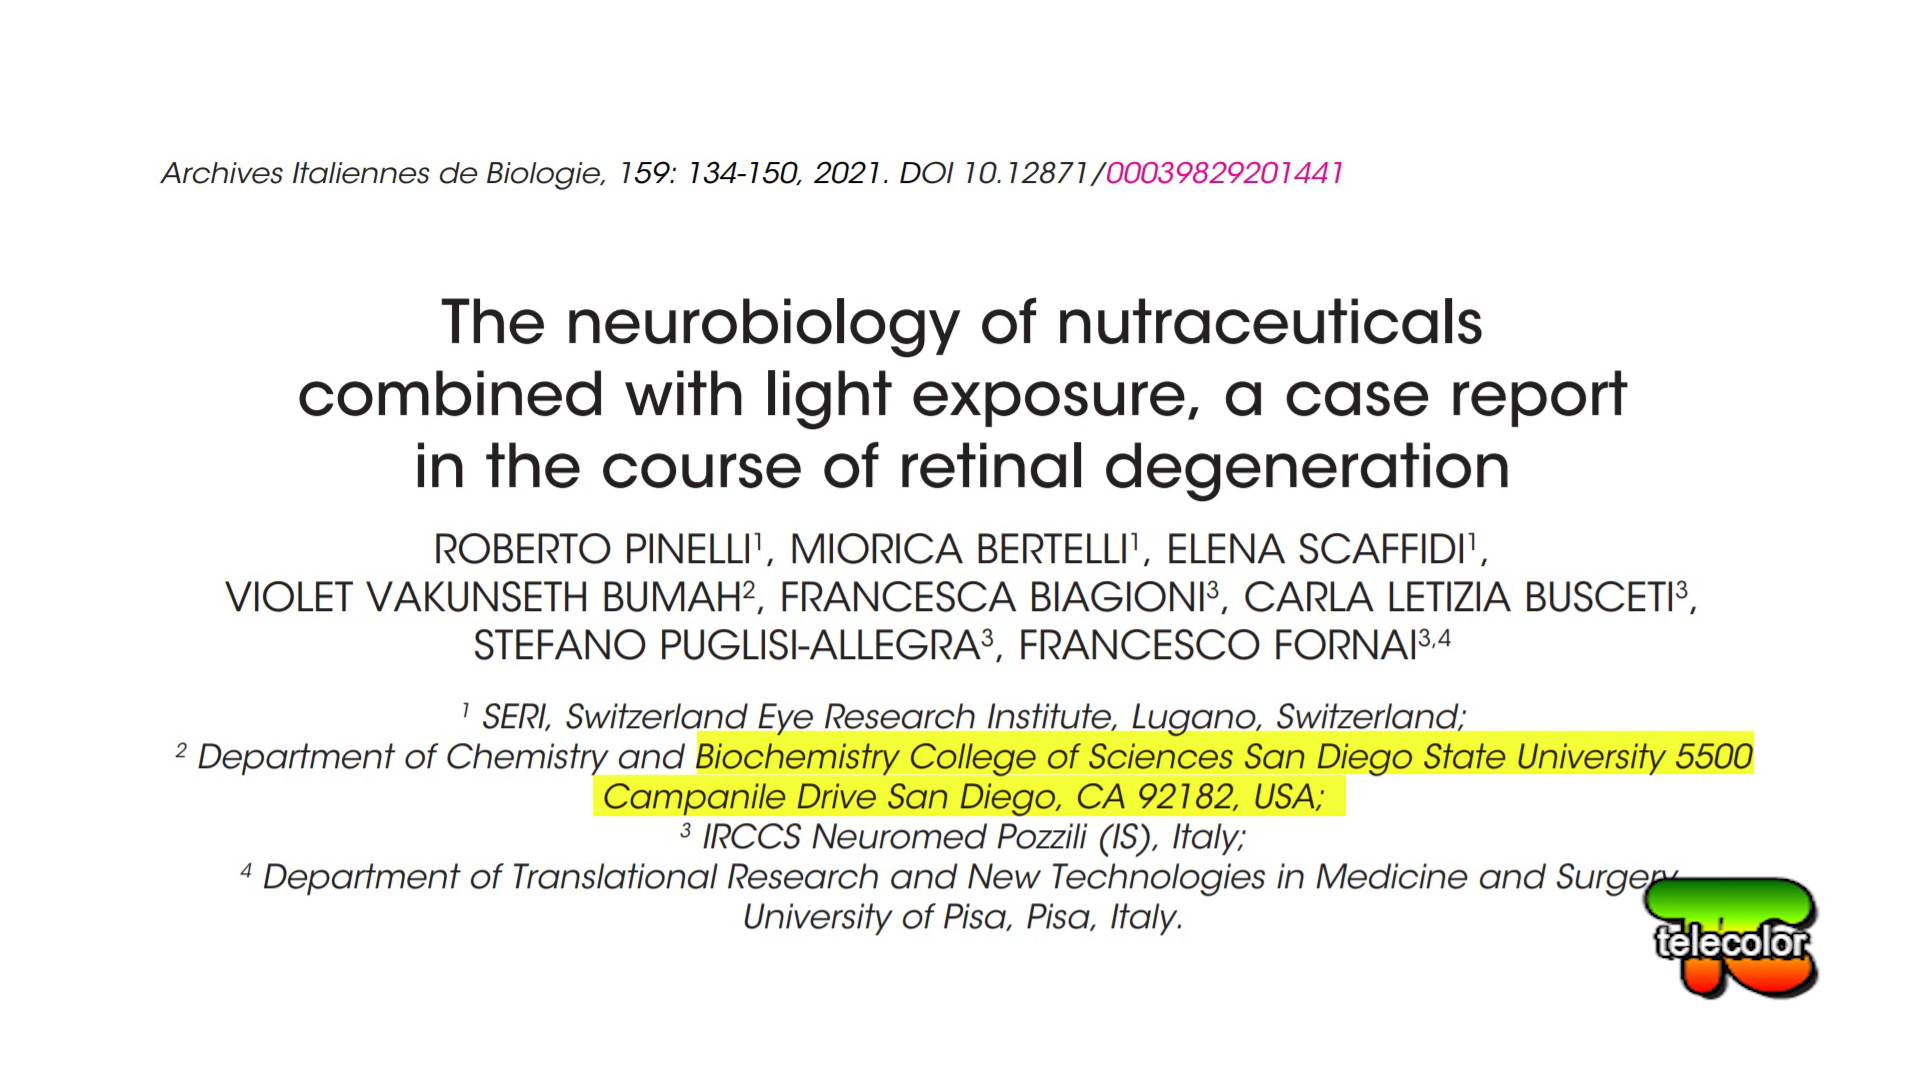 Archives Italiennes de Biologie, 159: 134-150, 2021. DOI 10.12871/00039829201441
The neurobiology of nutraceuticals
combined with light exposure, a case report
in the course of retinal degeneration
ROBERTO PINELLI¹, MIORICA BERTELLI¹, ELENA SCAFFIDI¹,
VIOLET VAKUNSETH BUMAH², FRANCESCA BIAGIONI³, CARLA LETIZIA BUSCETI³,
STEFANO PUGLISI-ALLEGRA³, FRANCESCO FORNAI³,⁴
¹ SERI, Switzerland Eye Research Institute, Lugano, Switzerland;
² Department of Chemistry and Biochemistry College of Sciences San Diego State University 5500
Campanile Drive San Diego, CA 92182, USA;
³ IRCCS Neuromed Pozzili (IS), Italy;
⁴ Department of Translational Research and New Technologies in Medicine and Surgery
University of Pisa, Pisa, Italy.
telecolor